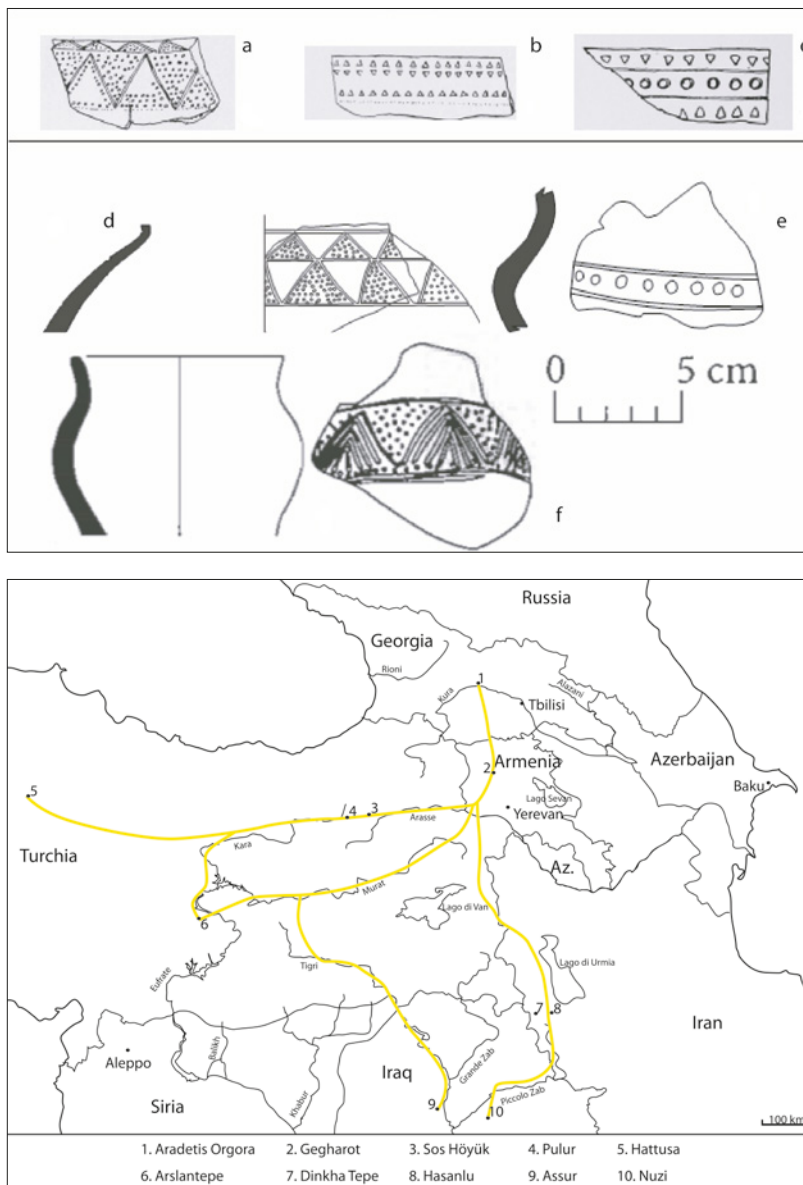 a
b
d
e
0 5 cm
f
Russia
Georgia
Rioni
Kura
Alazani
1
Tbilisi
Armenia
Azerbaijan
2
Baku
Lago Sevan
5
4
3
Arasse
Yerevan
Kara
Turchia
Az.
Murat
Lago di Van
6
Lago di Urmia
Tigri
Eufrate
7
8
Iran
Aleppo
Balikh
Iraq
Grande Zab
Siria
Khabur
Piccolo Zab
9
10
100 km
1. Aradetis Orgora 2. Gegharot 3. Sos Höyük 4. Pulur 5. Hattusa
6. Arslantepe 7. Dinkha Tepe 8. Hasanlu 9. Assur 10. Nuzi